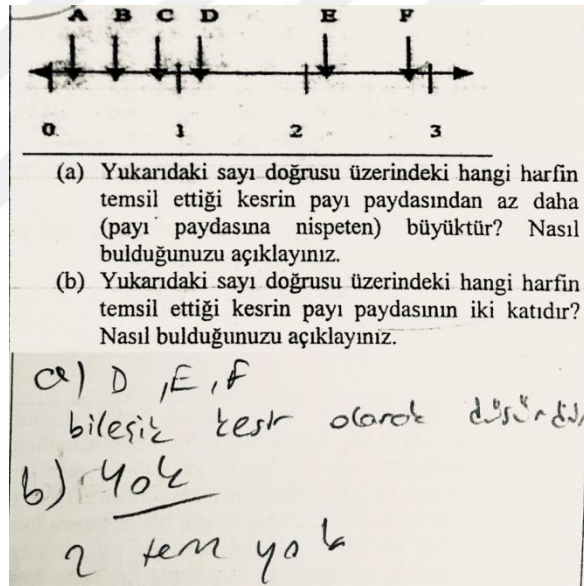 A B C D E F
0 1 2 3
(a) Yukarıdaki sayı doğrusu üzerindeki hangi harfin
temsil ettiği kesrin payı paydasından az daha
(payı paydasına nispeten) büyüktür? Nasıl
bulduğunuzu açıklayınız.
(b) Yukarıdaki sayı doğrusu üzerindeki hangi harfin
temsil ettiği kesrin payı paydasının iki katıdır?
Nasıl bulduğunuzu açıklayınız.
a) D, E, F
bileşik kesir olarak düşündüm
b) Yok
2 tem yok